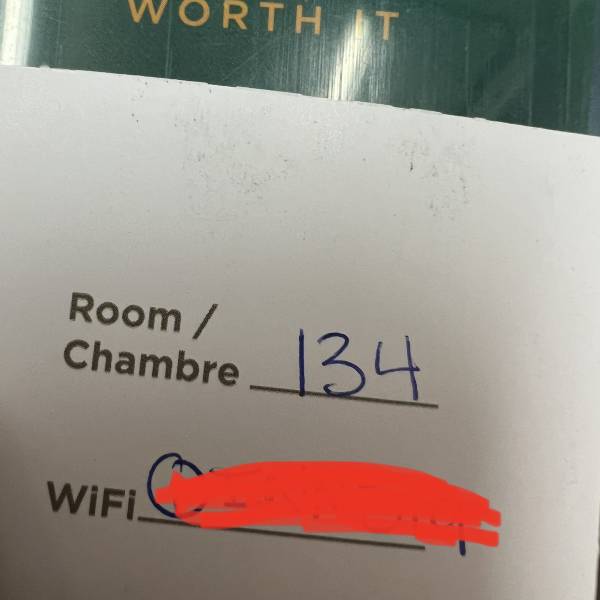 WORTH IT
Room /
Chambre 134
WiFi